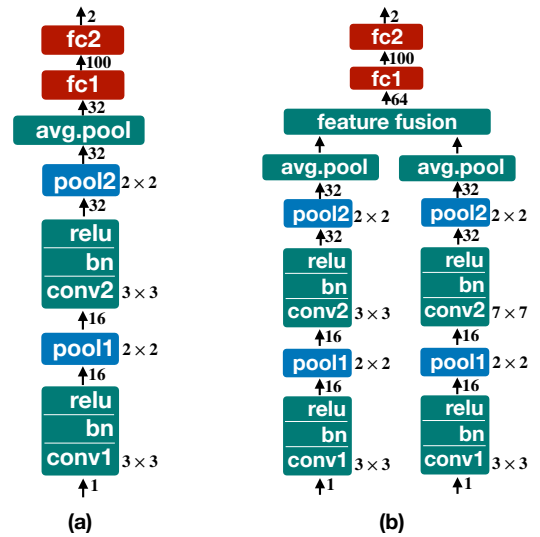 2
fc2
100
fc1
32
avg.pool
32
pool2 2 × 2
32
relu
bn
conv2 3 × 3
16
pool1 2 × 2
16
relu
bn
conv1 3 × 3
1
(a)
2
fc2
100
fc1
64
feature fusion
avg.pool avg.pool
32 32
pool2 2 × 2 pool2 2 × 2
32 32
relu relu
bn bn
conv2 3 × 3 conv2 7 × 7
16 16
pool1 2 × 2 pool1 2 × 2
16 16
relu relu
bn bn
conv1 3 × 3 conv1 3 × 3
1 1
(b)